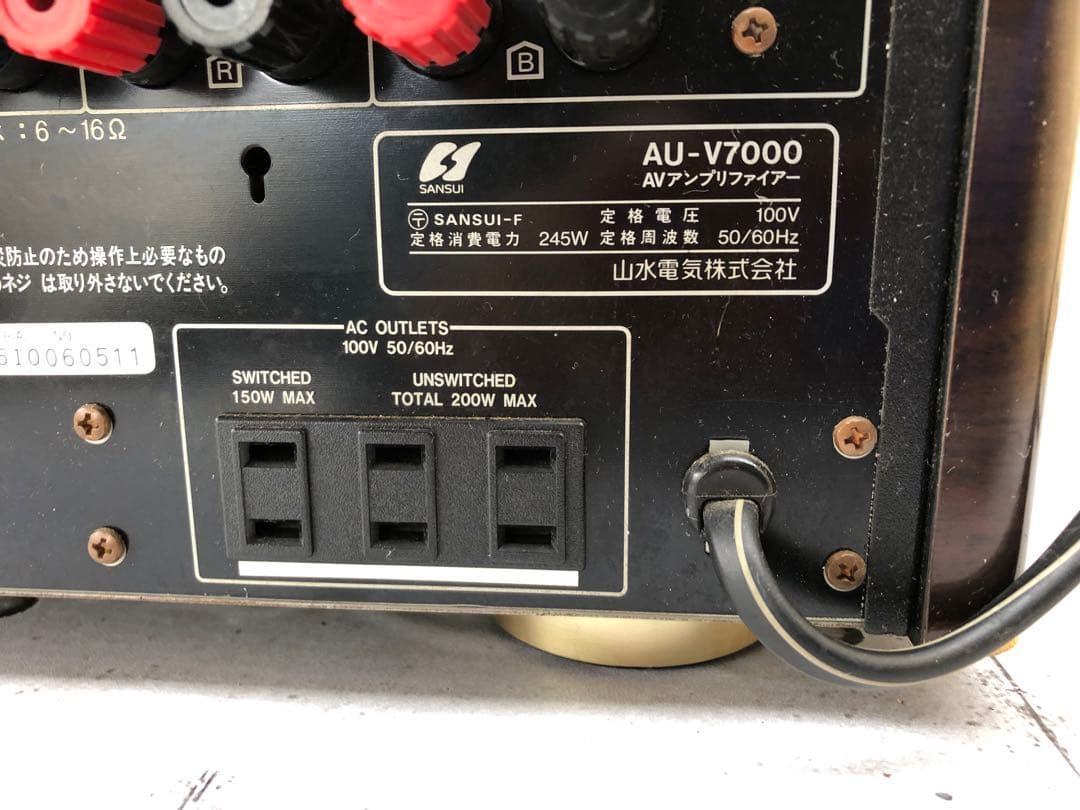 R
B
: 6～16Ω
SANSUI
AU-V7000
AVアンプリファイアー
〒 SANSUI-F 定格電圧 100V
定格消費電力 245W 定格周波数 50/60Hz
山水電気株式会社
防止のため操作上必要なもの
ネジ は取り外さないでください。
610060511
AC OUTLETS
100V 50/60Hz
SWITCHED
150W MAX
UNSWITCHED
TOTAL 200W MAX